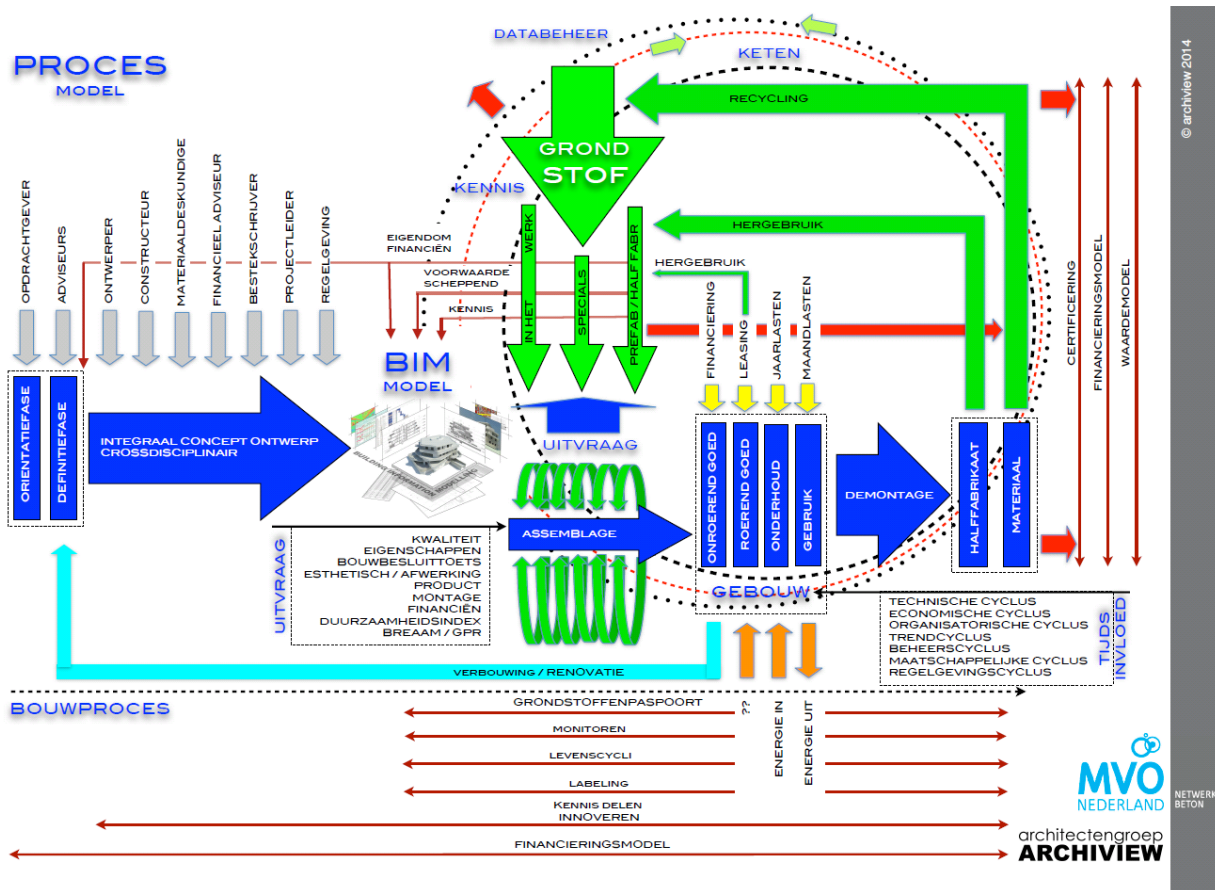 PROCES
MODEL
DATABEHEER
KETEN
© archiview 2014
RECYCLING
GROND
STOF
KENNIS
HERGEBRUIK
EIGENDOM
FINANCIËN
VOORWAARDE
SCHEPPEND
KENNIS
HERGEBRUIK
IN HET WERK
SPECIALS
PREFAB / HALF FABR
OPDRACHTGEVER
ADVISEURS
ONTWERPER
CONSTRUCTEUR
MATERIAALDESKUNDIGE
FINANCIEEL ADVISEUR
BESTEKSCHRIJVER
PROJECTLEIDER
REGELGEVING
FINANCIERING
LEASING
JAARLASTEN
MAANDLASTEN
CERTIFICERING
FINANCIERINGSMODEL
WAARDEMODEL
BIM
MODEL
ORIENTATIEFASE
DEFINITIEFASE
INTEGRAAL CONCEPT ONTWERP
CROSSDISCIPLINAIR
BUILDING INFORMATION MODELLING
UITVRAAG
ASSEMBLAGE
ONROEREND GOED
ROEREND GOED
ONDERHOUD
GEBRUIK
GEBOUW
DEMONTAGE
HALFFABRIKAAT
MATERIAAL
UITVRAAG
KWALITEIT
EIGENSCHAPPEN
BOUWBESLUITTOETS
ESTHETISCH / AFWERKING
PRODUCT
MONTAGE
FINANCIËN
DUURZAAMHEIDSINDEX
BREEAM / GPR
TECHNISCHE CYCLUS
ECONOMISCHE CYCLUS
ORGANISATORISCHE CYCLUS
TRENDCYCLUS
BEHEERSCYCLUS
MAATSCHAPPELIJKE CYCLUS
REGELGEVINGSCYCLUS
TIJDS
INVLOED
VERBOUWING / RENOVATIE
BOUWPROCES
GRONDSTOFFENPASPOORT
??
ENERGIE IN
ENERGIE UIT
MONITOREN
LEVENSCYCLI
LABELING
KENNIS DELEN
INNOVEREN
FINANCIERINGSMODEL
MVO
NEDERLAND
NETWERK
BETON
architectengroep
ARCHIVIEW